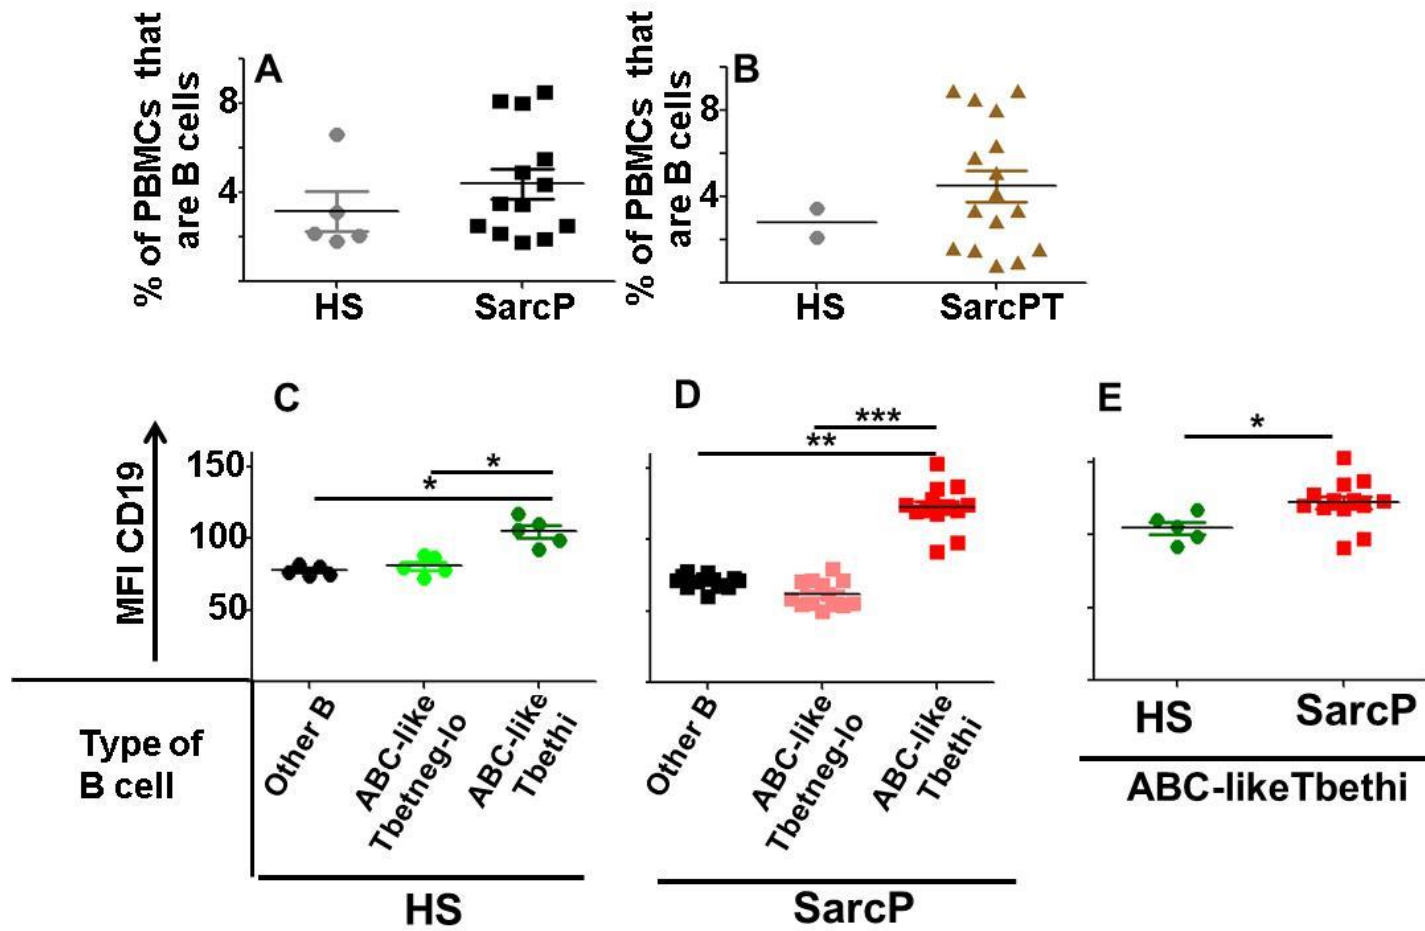 % of PBMCs that
are B cells
A
8
4
HS
SarcP
% of PBMCs that
are B cells
B
8
4
HS
SarcPT
MFI CD19
C
150
100
50
*
*
Type of
B cell
Other B
ABC-like
Tbetneg-lo
ABC-like
Tbethi
HS
D
***
**
Other B
ABC-like
Tbetneg-lo
ABC-like
Tbethi
SarcP
E
*
HS
SarcP
ABC-likeTbethi